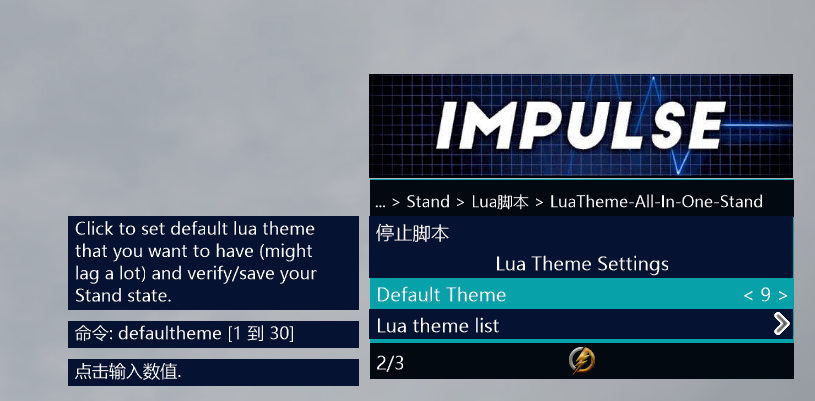 IMPULSE
... > Stand > Lua脚本 > LuaTheme-All-In-One-Stand
停止脚本
Lua Theme Settings
Default Theme < 9 >
Lua theme list
2/3
Click to set default lua theme
that you want to have (might
lag a lot) and verify/save your
Stand state.
命令: defaultheme [1 到 30]
点击输入数值.